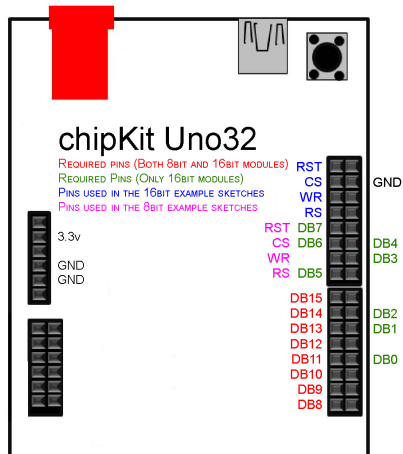 chipKit Uno32
Required pins (Both 8bit and 16bit modules)
Required Pins (Only 16bit modules)
Pins used in the 16bit example sketches
Pins used in the 8bit example sketches
RST
CS GND
WR
RS
RST DB7
CS DB6 DB4
WR DB3
RS DB5
3.3v
GND
GND
DB15
DB14 DB2
DB13 DB1
DB12
DB11 DB0
DB10
DB9
DB8